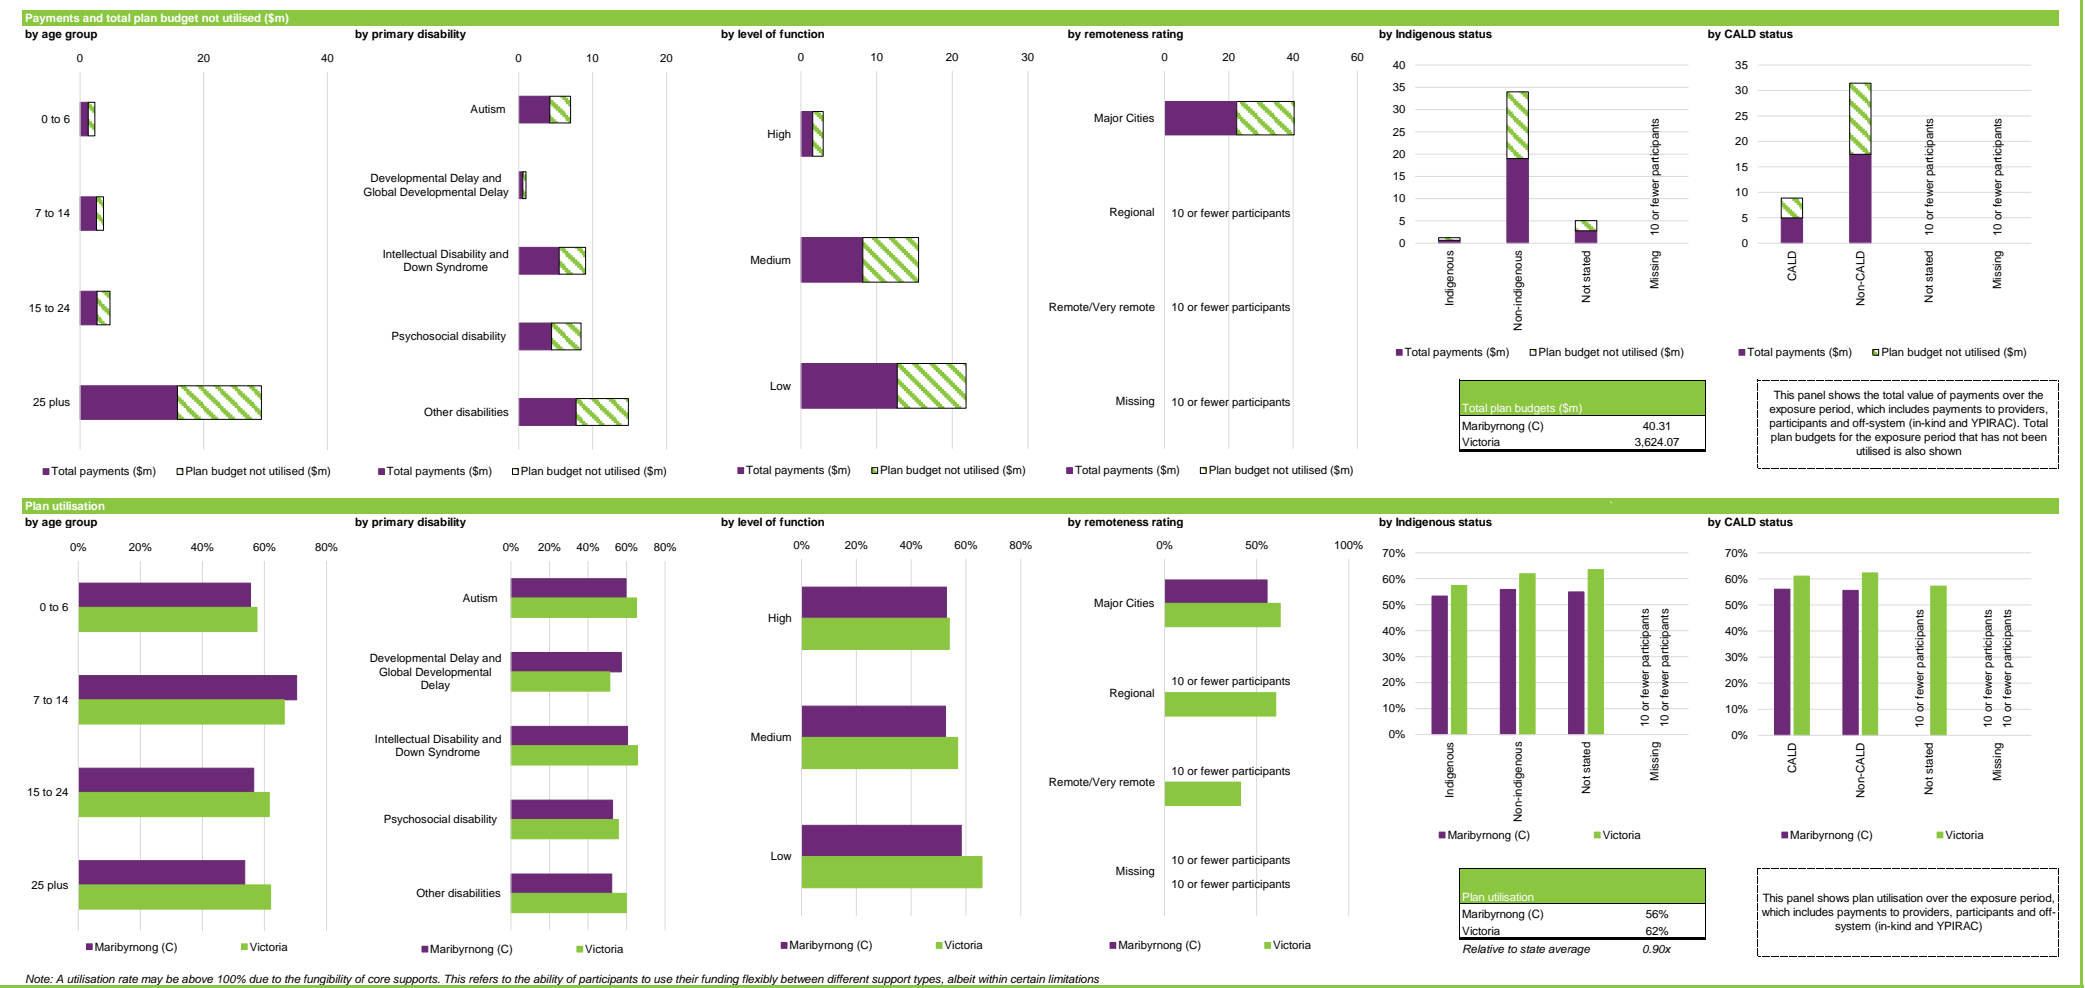 Payments and total plan budget not utilised ($m)
by age group
0 20 40
0 to 6
7 to 14
15 to 24
25 plus
Total payments ($m) Plan budget not utilised ($m)
by primary disability
0 10 20
Autism
Developmental Delay and
Global Developmental Delay
Intellectual Disability and
Down Syndrome
Psychosocial disability
Other disabilities
Total payments ($m) Plan budget not utilised ($m)
by level of function
0 10 20 30
High
Medium
Low
Total payments ($m) Plan budget not utilised ($m)
by remoteness rating
0 20 40 60
Major Cities
Regional 10 or fewer participants
Remote/Very remote 10 or fewer participants
Missing 10 or fewer participants
Total payments ($m) Plan budget not utilised ($m)
by Indigenous status
40
35
30
25
20
15
10
5
0
10 or fewer participants
Indigenous
Non-indigenous
Not stated
Missing
Total payments ($m) Plan budget not utilised ($m)
by CALD status
35
30
25
20
15
10
5
0
10 or fewer participants
10 or fewer participants
CALD
Non-CALD
Not stated
Missing
Total payments ($m) Plan budget not utilised ($m)
Total plan budgets ($m)
Maribyrnong (C) 40.31
Victoria 3,624.07
This panel shows the total value of payments over the
exposure period, which includes payments to providers,
participants and off-system (in-kind and YPIRAC). Total
plan budgets for the exposure period that has not been
utilised is also shown
Plan utilisation
by age group
0% 20% 40% 60% 80%
0 to 6
7 to 14
15 to 24
25 plus
Maribyrnong (C) Victoria
by primary disability
0% 20% 40% 60% 80%
Autism
Developmental Delay and
Global Developmental
Delay
Intellectual Disability and
Down Syndrome
Psychosocial disability
Other disabilities
Maribyrnong (C) Victoria
by level of function
0% 20% 40% 60% 80%
High
Medium
Low
Maribyrnong (C) Victoria
by remoteness rating
0% 50% 100%
Major Cities
10 or fewer participants
Regional
10 or fewer participants
Remote/Very remote
10 or fewer participants
Missing
10 or fewer participants
Maribyrnong (C) Victoria
by Indigenous status
70%
60%
50%
40%
30%
20%
10%
0%
10 or fewer participants
10 or fewer participants
Indigenous
Non-indigenous
Not stated
Missing
Maribyrnong (C) Victoria
by CALD status
70%
60%
50%
40%
30%
20%
10%
0%
10 or fewer participants
10 or fewer participants
10 or fewer participants
CALD
Non-CALD
Not stated
Missing
Maribyrnong (C) Victoria
Plan utilisation
Maribyrnong (C) 56%
Victoria 62%
Relative to state average 0.90x
This panel shows plan utilisation over the exposure period,
which includes payments to providers, participants and off-
system (in-kind and YPIRAC)
Note: A utilisation rate may be above 100% due to the fungibility of core supports. This refers to the ability of participants to use their funding flexibly between different support types, albeit within certain limitations